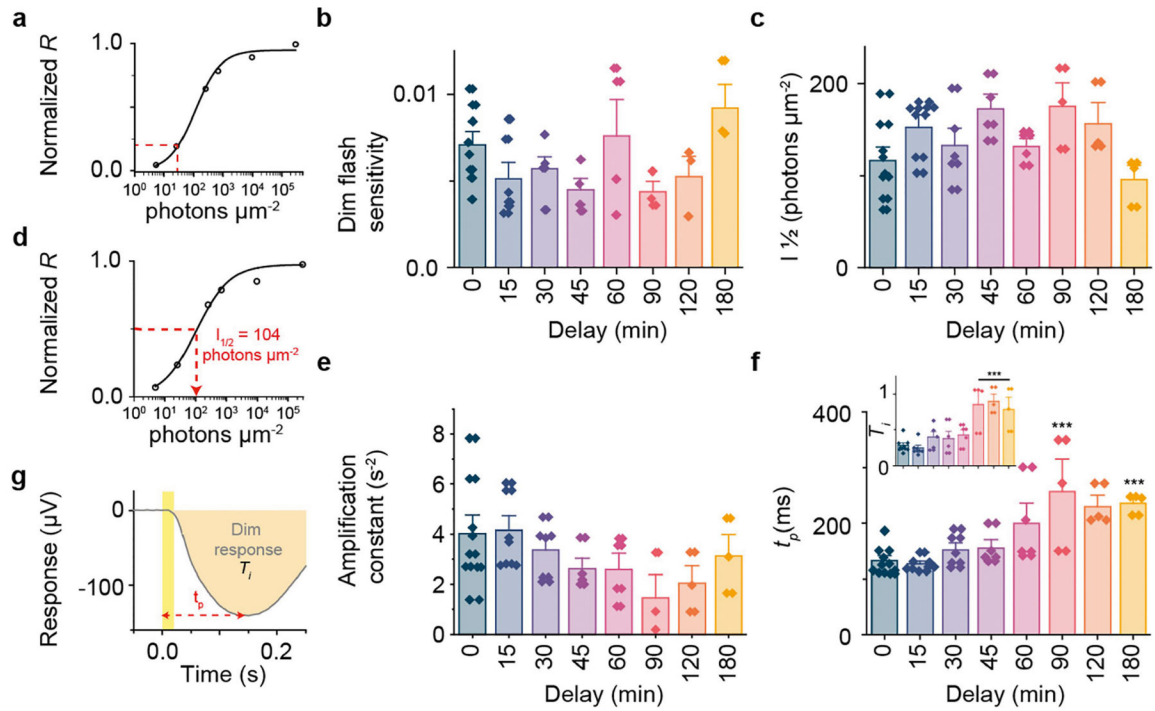 a
Normalized R
1.0
0.0
10⁰ 10² 10³ 10⁴ 10⁵
photons µm⁻²
b
Dim flash
sensitivity
0.01
0.0
0 15 30 45 60 90 120 180
Delay (min)
c
I ½ (photons µm⁻²)
200
0
0 15 30 45 60 90 120 180
Delay (min)
d
Normalized R
1.0
0.0
I1/2 = 104
photons µm⁻²
10⁰ 10² 10³ 10⁴ 10⁵
photons µm⁻²
e
Amplification
constant (s⁻²)
8
6
4
2
0
0 15 30 45 60 90 120 180
Delay (min)
f
tp(ms)
400
200
0
Ti
1
0
***
***
***
0 15 30 45 60 90 120 180
Delay (min)
g
Response (µV)
0
-100
Dim
response
Ti
tp
0.0 0.2
Time (s)